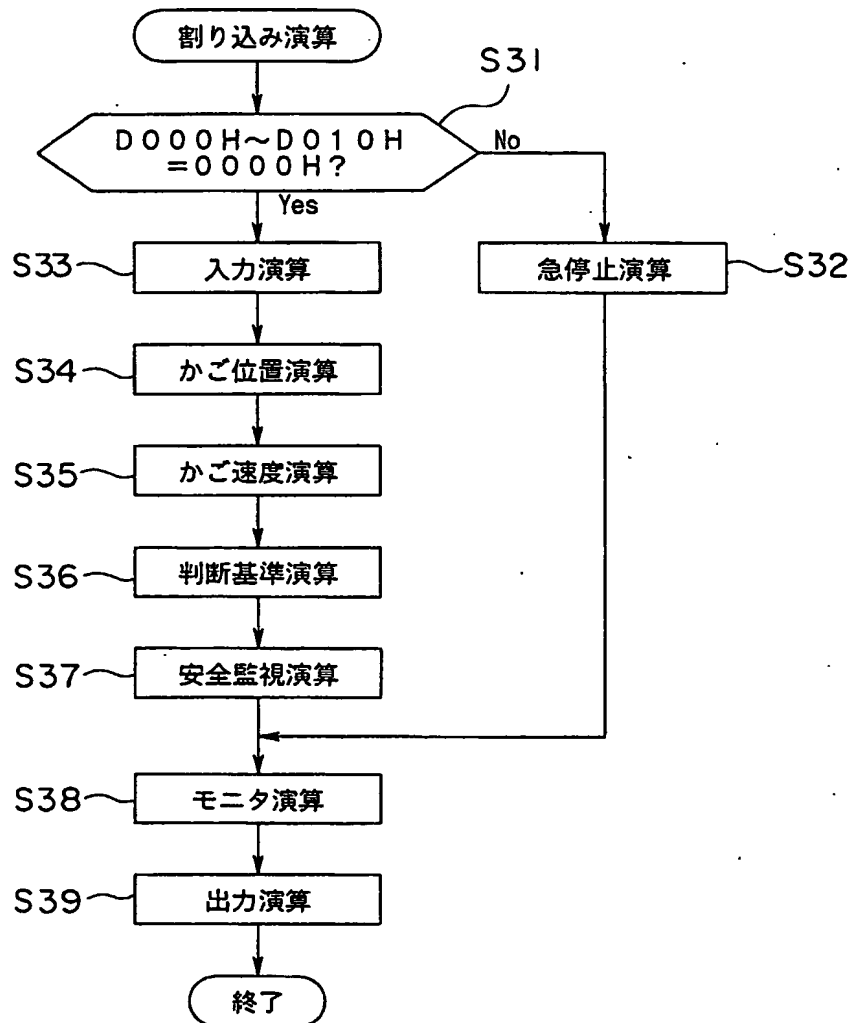 割り込み演算
S31
D000H~D010H
=0000H?
No
Yes
S33
入力演算
急停止演算
S32
S34
かご位置演算
S35
かご速度演算
S36
判断基準演算
S37
安全監視演算
S38
モニタ演算
S39
出力演算
終了